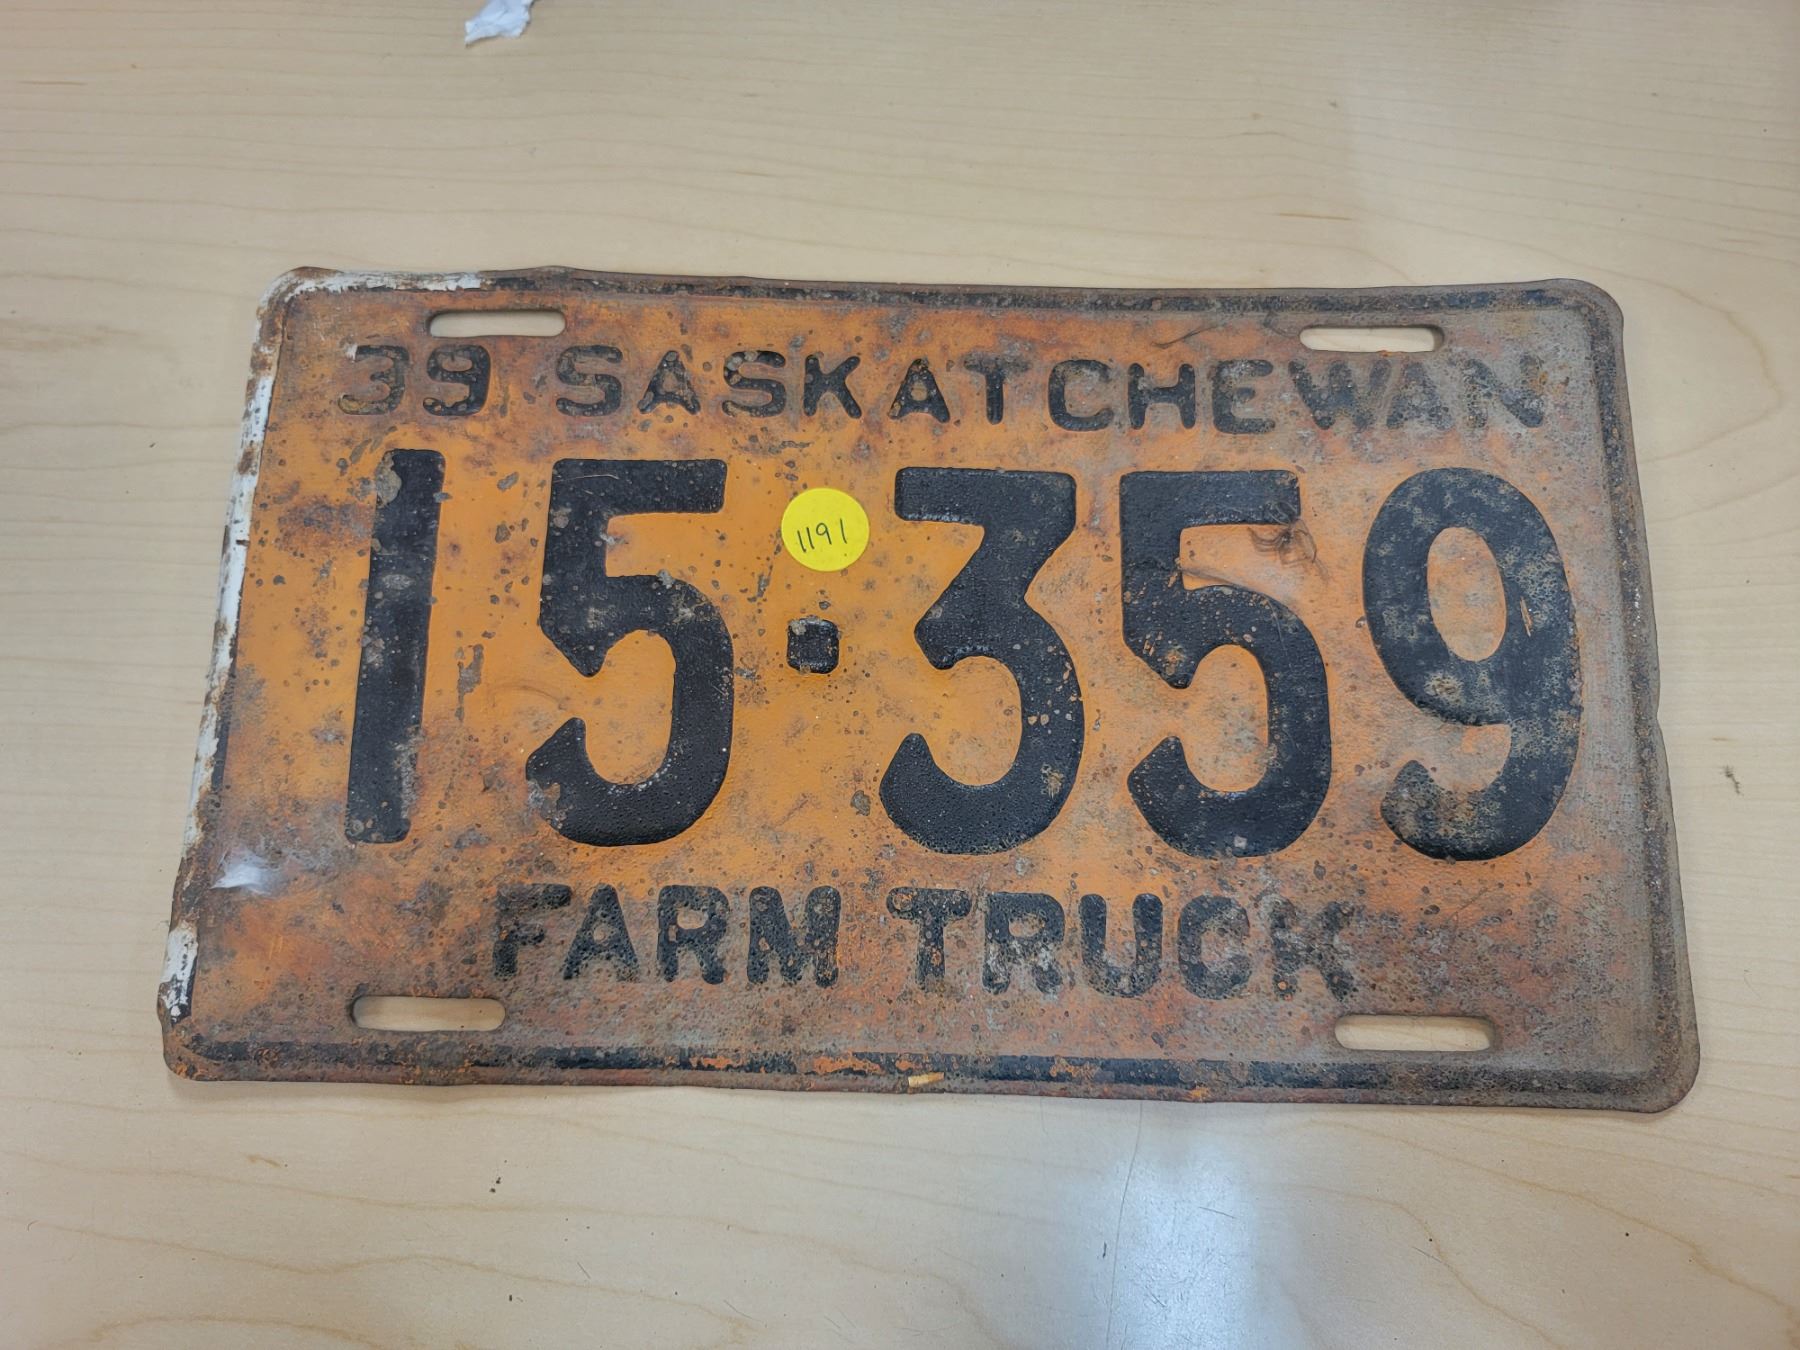 39 SASKATCHEWAN
1191
15·359
FARM TRUCK